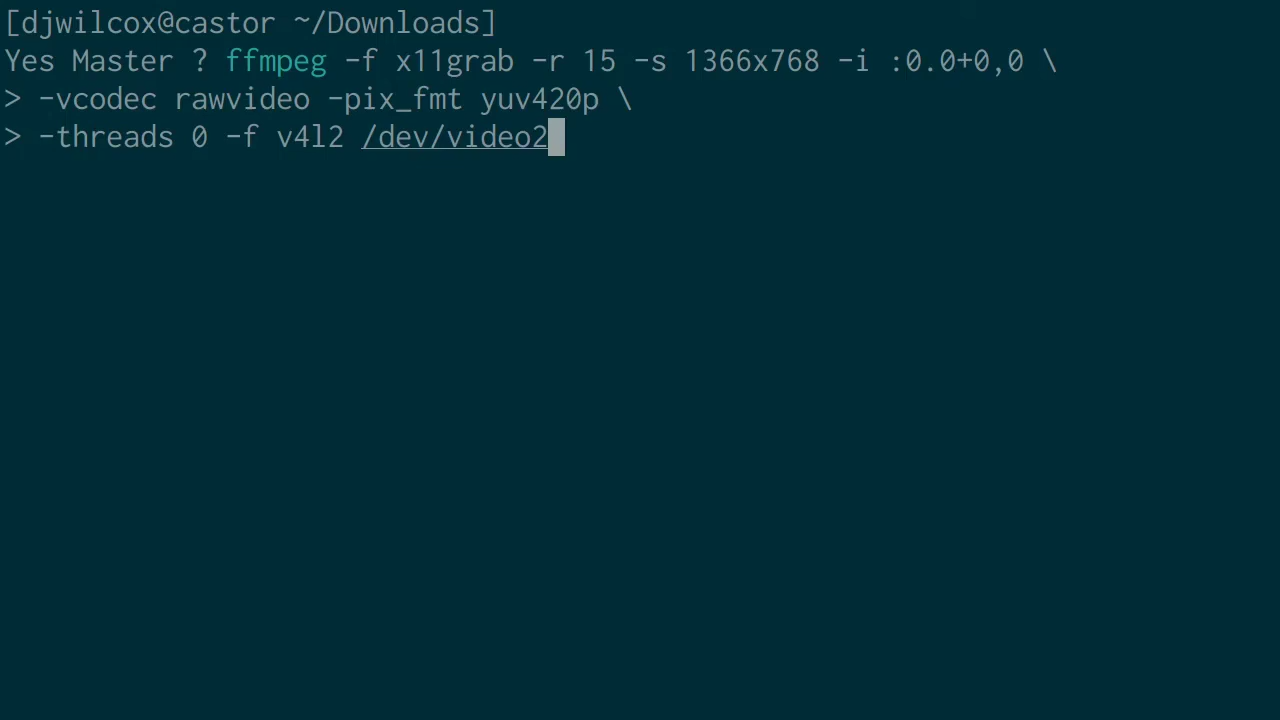 [djwilcox@castor ~/Downloads]
Yes Master ? ffmpeg -f x11grab -r 15 -s 1366x768 -i :0.0+0,0 \
> -vcodec rawvideo -pix_fmt yuv420p \
> -threads 0 -f v4l2 /dev/video2